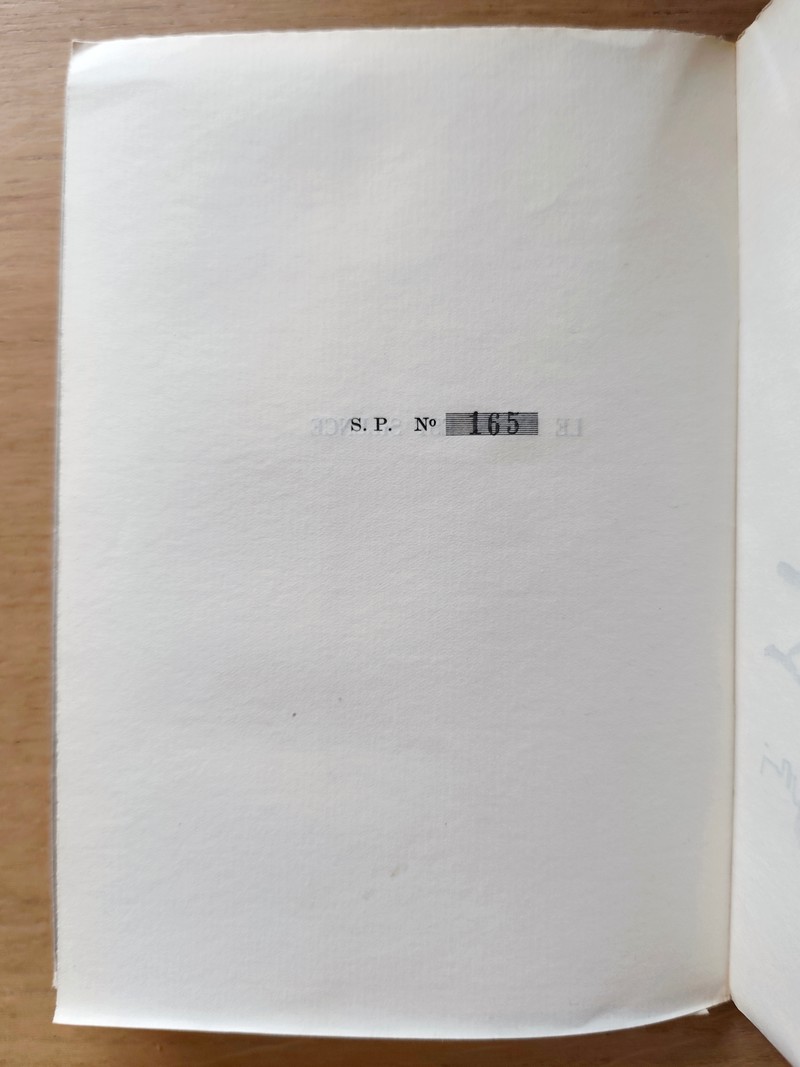 S. P. Nº 165